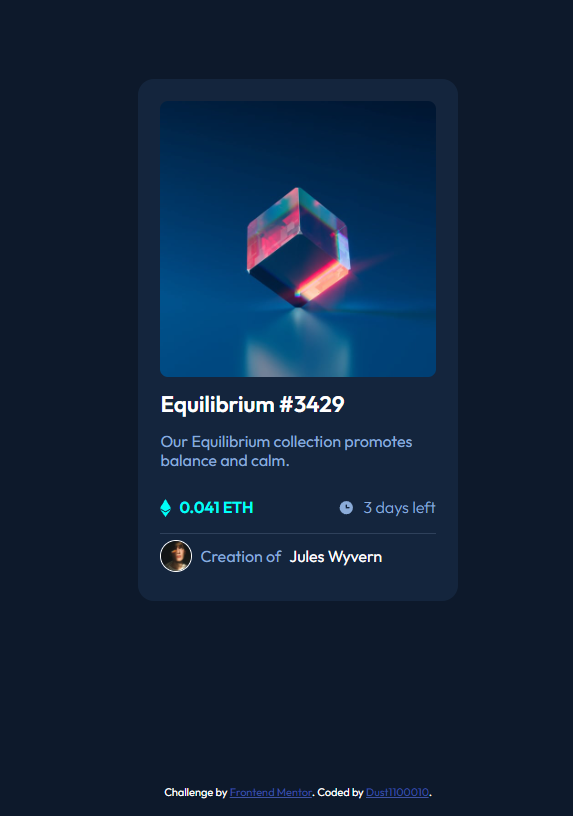 Equilibrium #3429
Our Equilibrium collection promotes
balance and calm.
0.041 ETH
3 days left
Creation of Jules Wyvern
Challenge by Frontend Mentor. Coded by Dust1100010.